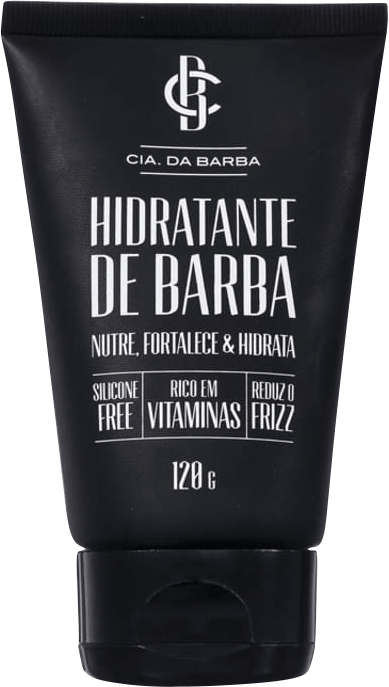 CIA. DA BARBA
HIDRATANTE
DE BARBA
NUTRE, FORTALECE & HIDRATA
SILICONE FREE
RICO EM VITAMINAS
REDUZ O FRIZZ
120 G